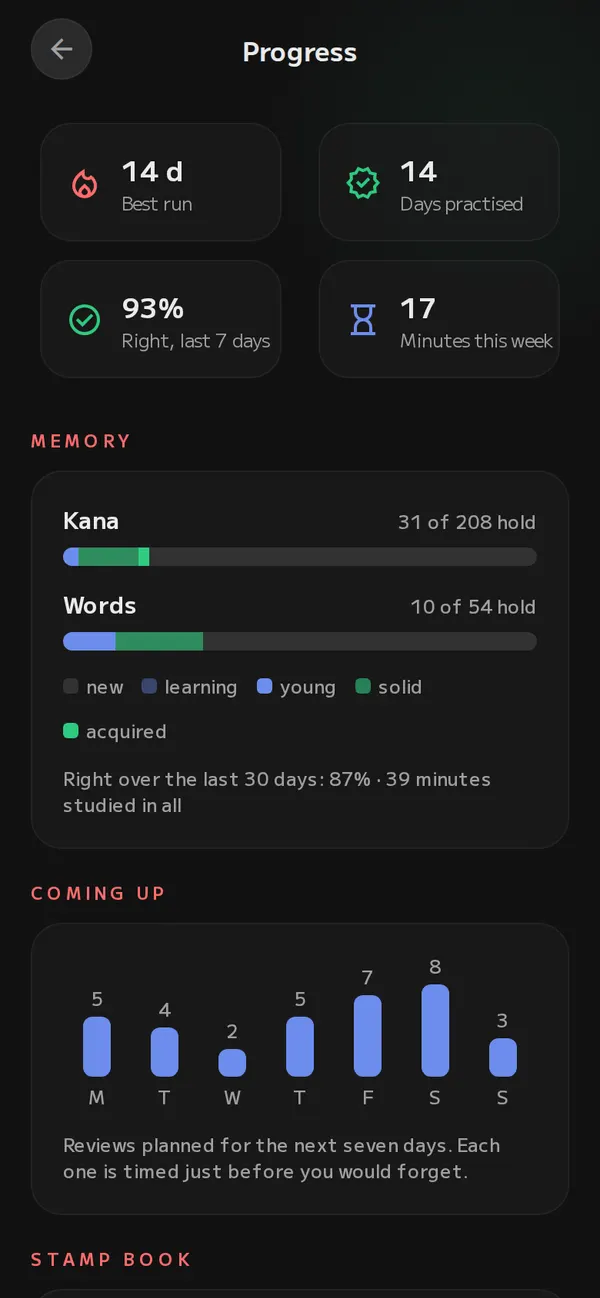 Progress
14 d
Best run
14
Days practised
93%
Right, last 7 days
17
Minutes this week
MEMORY
Kana
31 of 208 hold
Words
10 of 54 hold
new learning young solid
acquired
Right over the last 30 days: 87% · 39 minutes
studied in all
COMING UP
5 4 2 5 7 8 3
M T W T F S S
Reviews planned for the next seven days. Each
one is timed just before you would forget.
STAMP BOOK